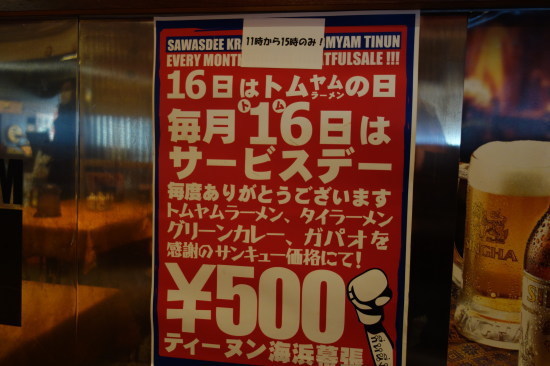 11時から15時のみ!
SAWASDEE KR MYAM TINUN
EVERY MONT TFULSALE !!!
16日はトムヤムラーメンの日
毎月16日は
トム
サービスデー
毎度ありがとうございます
トムヤムラーメン、タイラーメン
グリーンカレー、ガパオを
感謝のサンキュー価格にて!
¥500
ティーヌン海浜幕張
GHA